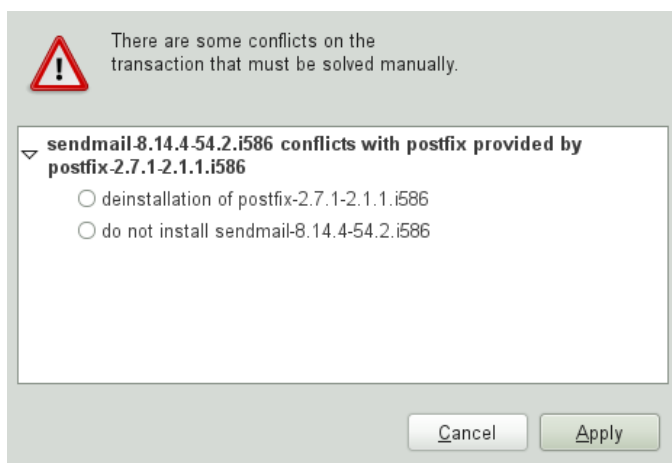 There are some conflicts on the
transaction that must be solved manually.
sendmail-8.14.4-54.2.i586 conflicts with postfix provided by
postfix-2.7.1-2.1.1.i586
deinstallation of postfix-2.7.1-2.1.1.i586
do not install sendmail-8.14.4-54.2.i586
Cancel
Apply